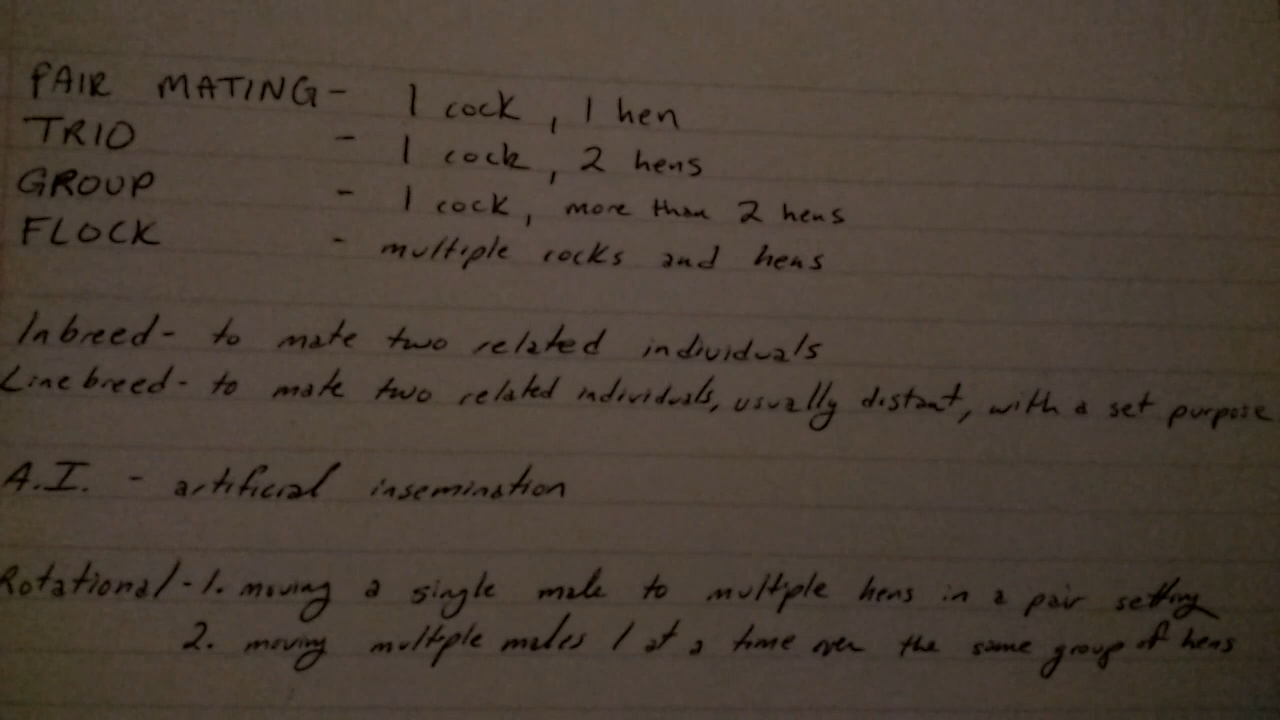 PAIR MATING - 1 cock, 1 hen
TRIO - 1 cock, 2 hens
GROUP - 1 cock, more than 2 hens
FLOCK - multiple cocks and hens
Inbreed - to mate two related individuals
Linebreed - to mate two related individuals, usually distant, with a set purpose
A.I. - artificial insemination
Rotational - 1. moving a single male to multiple hens in a pair setting
2. moving multiple males 1 at a time over the same group of hens